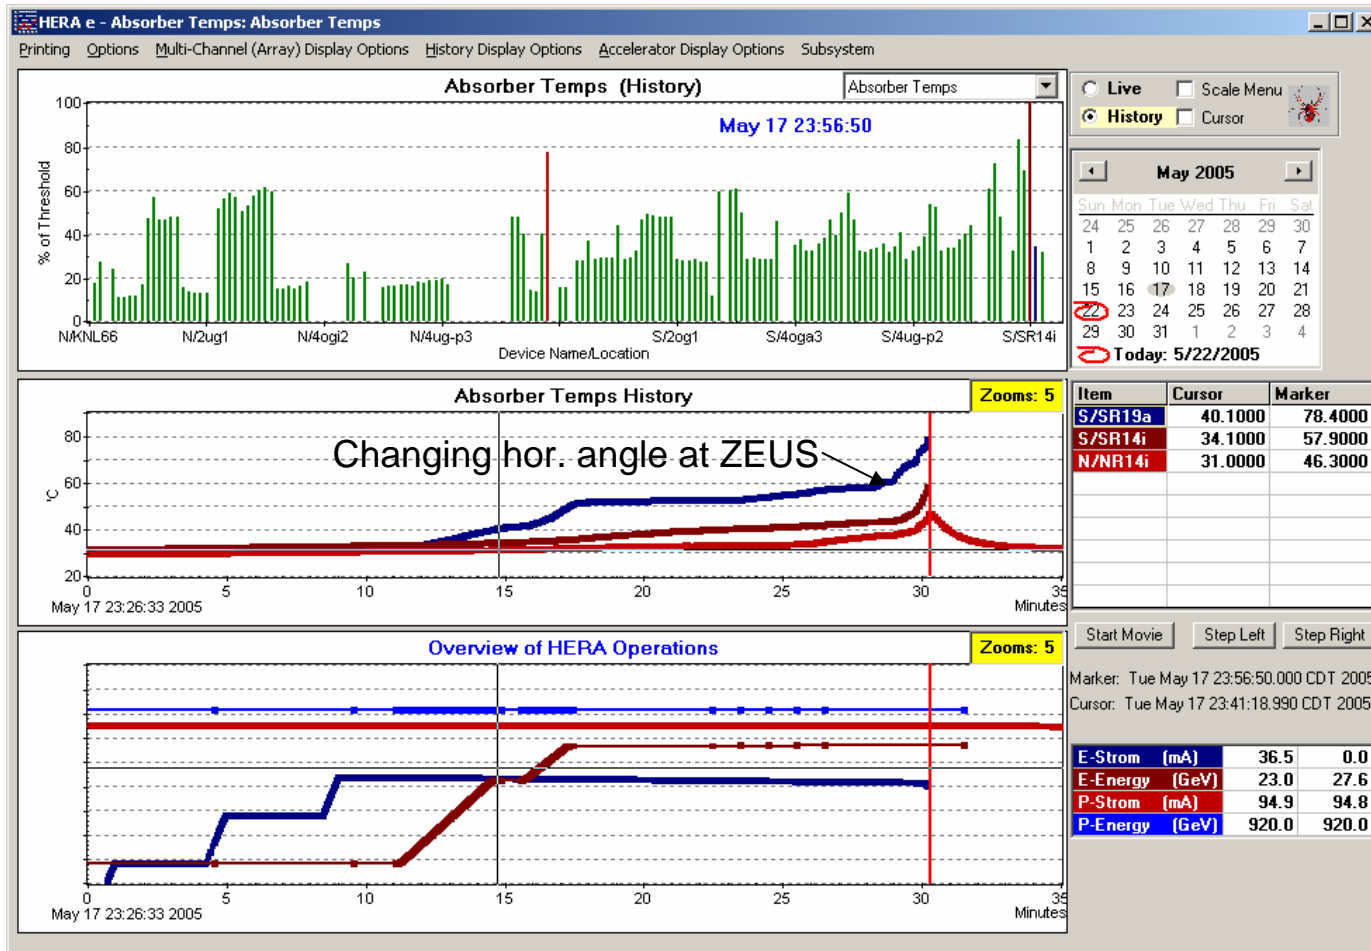 HERA e - Absorber Temps: Absorber Temps
Printing Options Multi-Channel (Array) Display Options History Display Options Accelerator Display Options Subsystem
Absorber Temps (History)
Absorber Temps
May 17 23:56:50
% of Threshold
100
80
60
40
20
0
N/KNL66 N/2ug1 N/4ogi2 N/4ug-p3 S/2og1 S/4oga3 S/4ug-p2 S/SR14i
Device Name/Location
Live Scale Menu
History Cursor
May 2005
Sun Mon Tue Wed Thu Fri Sat
24 25 26 27 28 29 30
1 2 3 4 5 6 7
8 9 10 11 12 13 14
15 16 17 18 19 20 21
22 23 24 25 26 27 28
29 30 31 1 2 3 4
Today: 5/22/2005
Absorber Temps History
Zooms: 5
Changing hor. angle at ZEUS
°C
80
60
40
20
0 5 10 15 20 25 30 35
May 17 23:26:33 2005
Minutes
Item Cursor Marker
S/SR19a 40.1000 78.4000
S/SR14i 34.1000 57.9000
N/NR14i 31.0000 46.3000
Start Movie Step Left Step Right
Marker: Tue May 17 23:56:50.000 CDT 2005
Cursor: Tue May 17 23:41:18.990 CDT 2005
Overview of HERA Operations
Zooms: 5
0 5 10 15 20 25 30 35
May 17 23:26:33 2005
Minutes
E-Strom (mA) 36.5 0.0
E-Energy (GeV) 23.0 27.6
P-Strom (mA) 94.9 94.8
P-Energy (GeV) 920.0 920.0